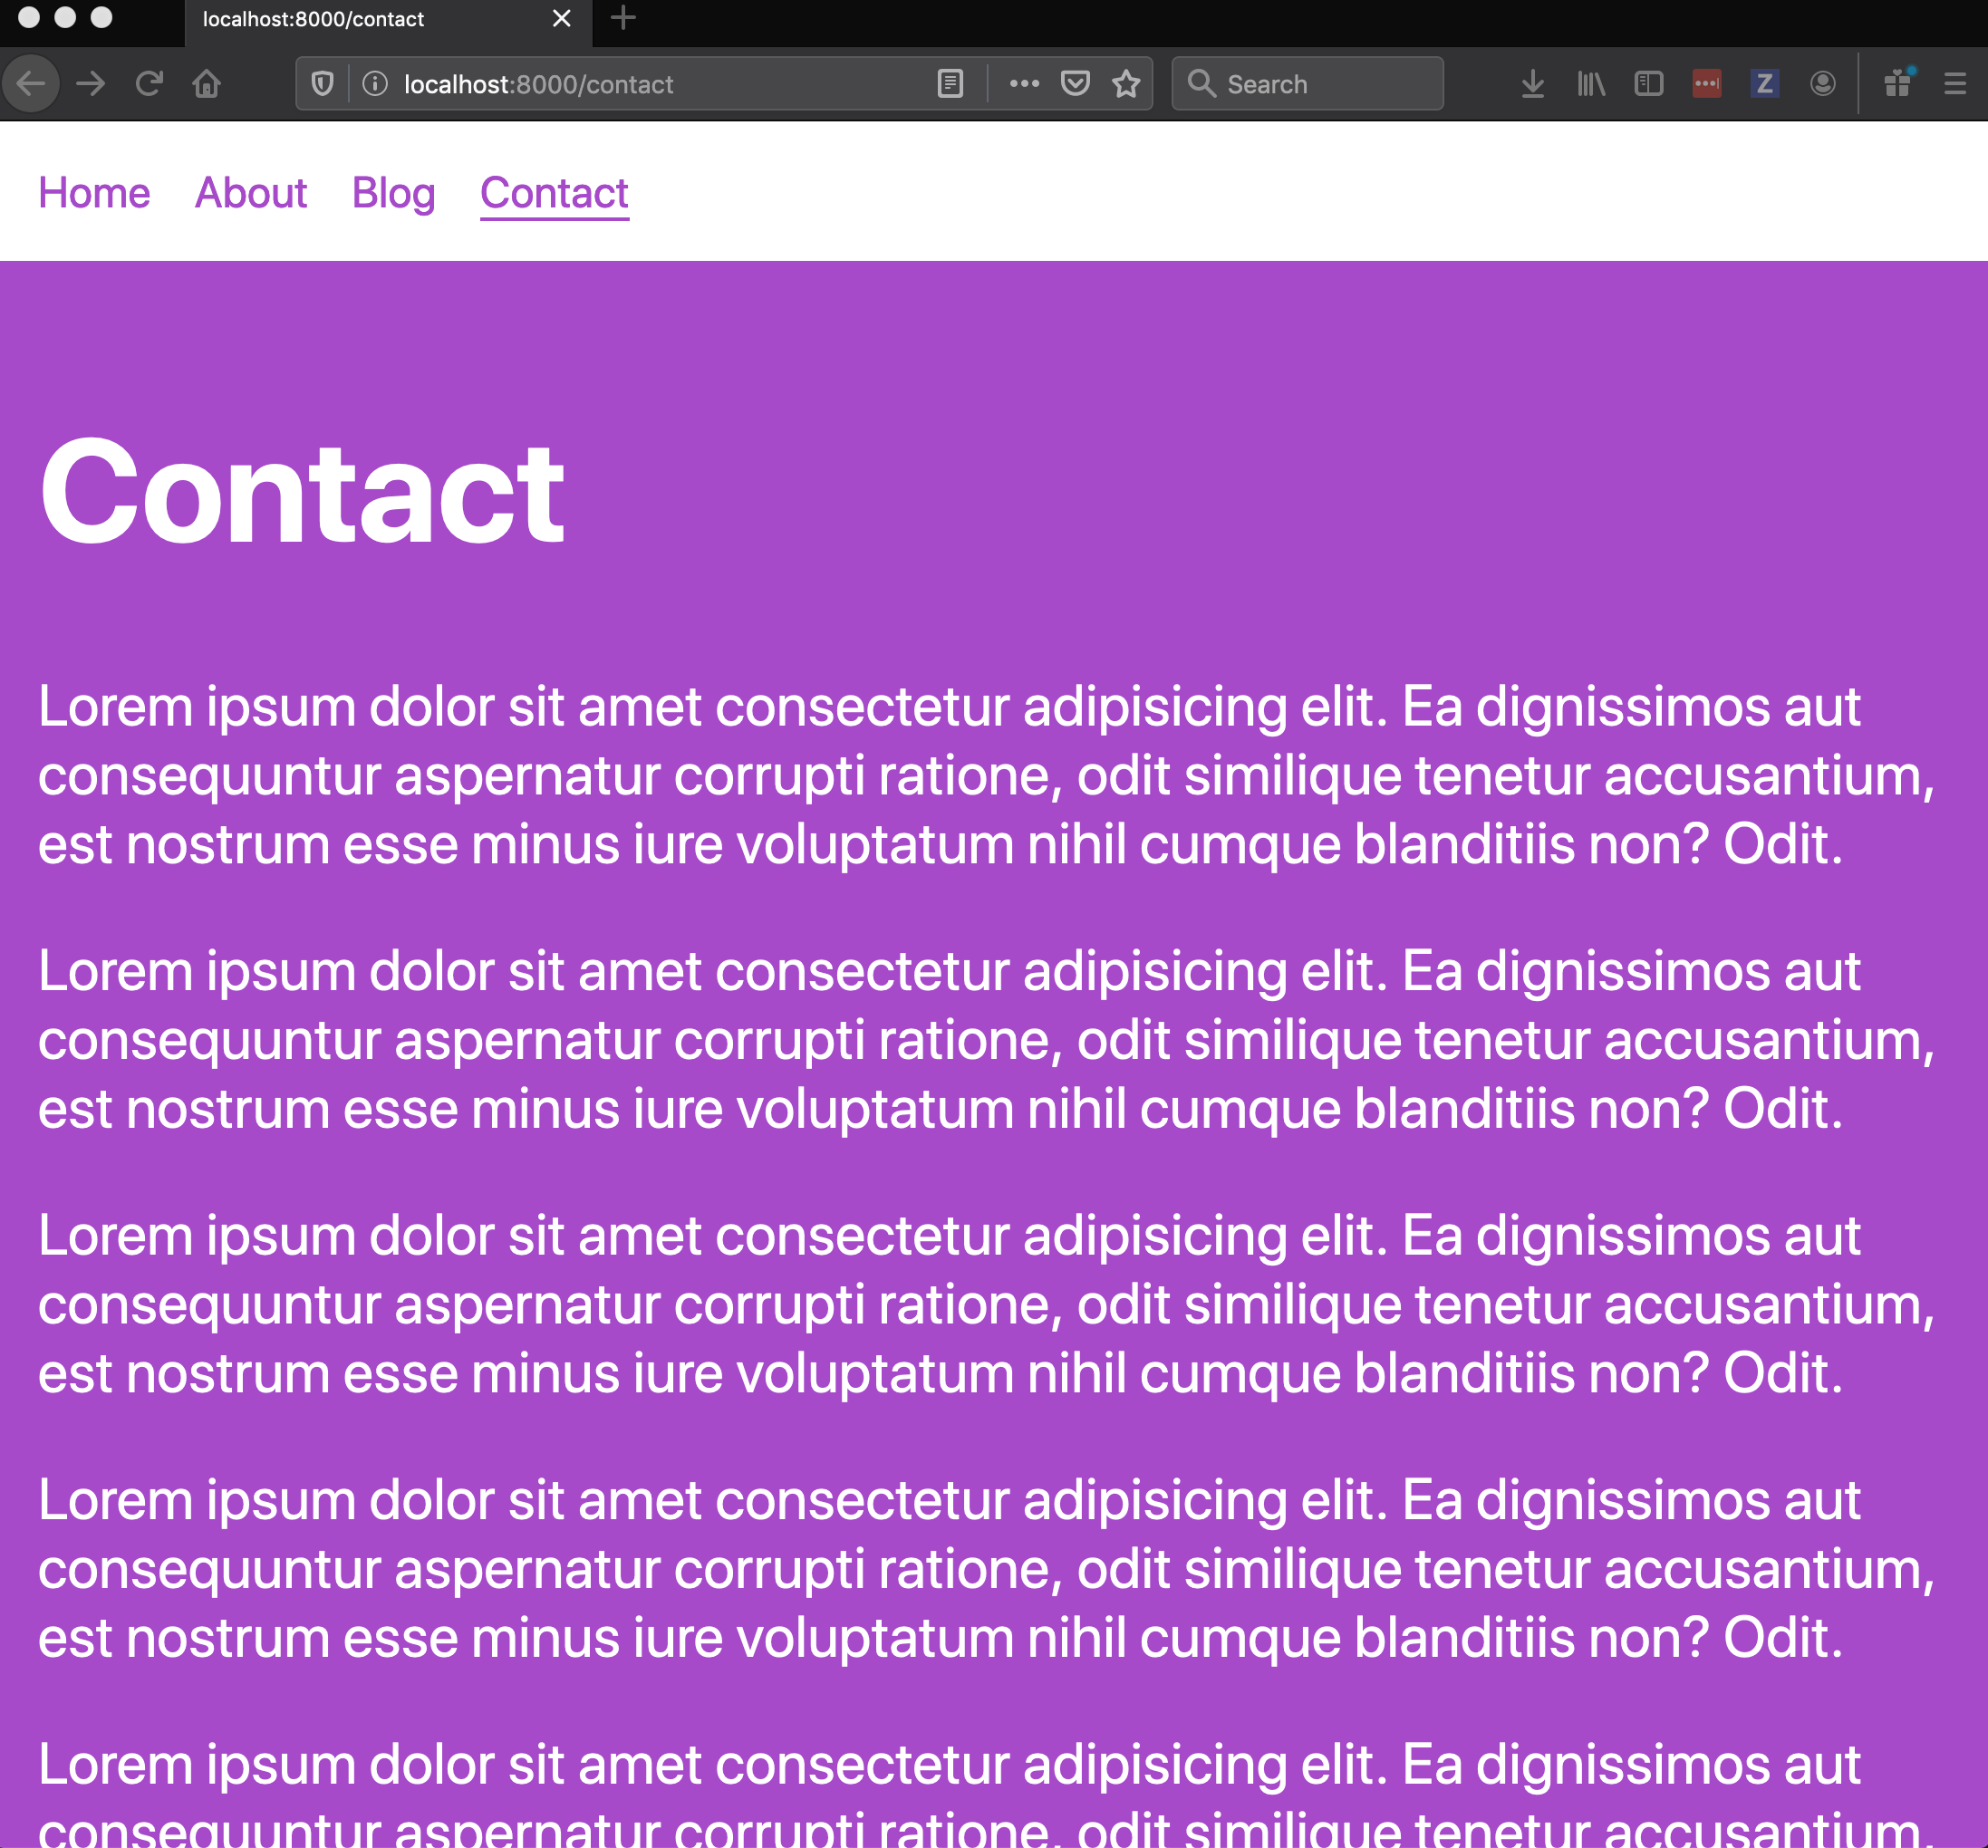 localhost:8000/contact
localhost:8000/contact
Search
Z
Home About Blog Contact
Contact
Lorem ipsum dolor sit amet consectetur adipisicing elit. Ea dignissimos aut
consequuntur aspernatur corrupti ratione, odit similique tenetur accusantium,
est nostrum esse minus iure voluptatum nihil cumque blanditiis non? Odit.
Lorem ipsum dolor sit amet consectetur adipisicing elit. Ea dignissimos aut
consequuntur aspernatur corrupti ratione, odit similique tenetur accusantium,
est nostrum esse minus iure voluptatum nihil cumque blanditiis non? Odit.
Lorem ipsum dolor sit amet consectetur adipisicing elit. Ea dignissimos aut
consequuntur aspernatur corrupti ratione, odit similique tenetur accusantium,
est nostrum esse minus iure voluptatum nihil cumque blanditiis non? Odit.
Lorem ipsum dolor sit amet consectetur adipisicing elit. Ea dignissimos aut
consequuntur aspernatur corrupti ratione, odit similique tenetur accusantium,
est nostrum esse minus iure voluptatum nihil cumque blanditiis non? Odit.
Lorem ipsum dolor sit amet consectetur adipisicing elit. Ea dignissimos aut
consequuntur aspernatur corrupti ratione, odit similique tenetur accusantium,